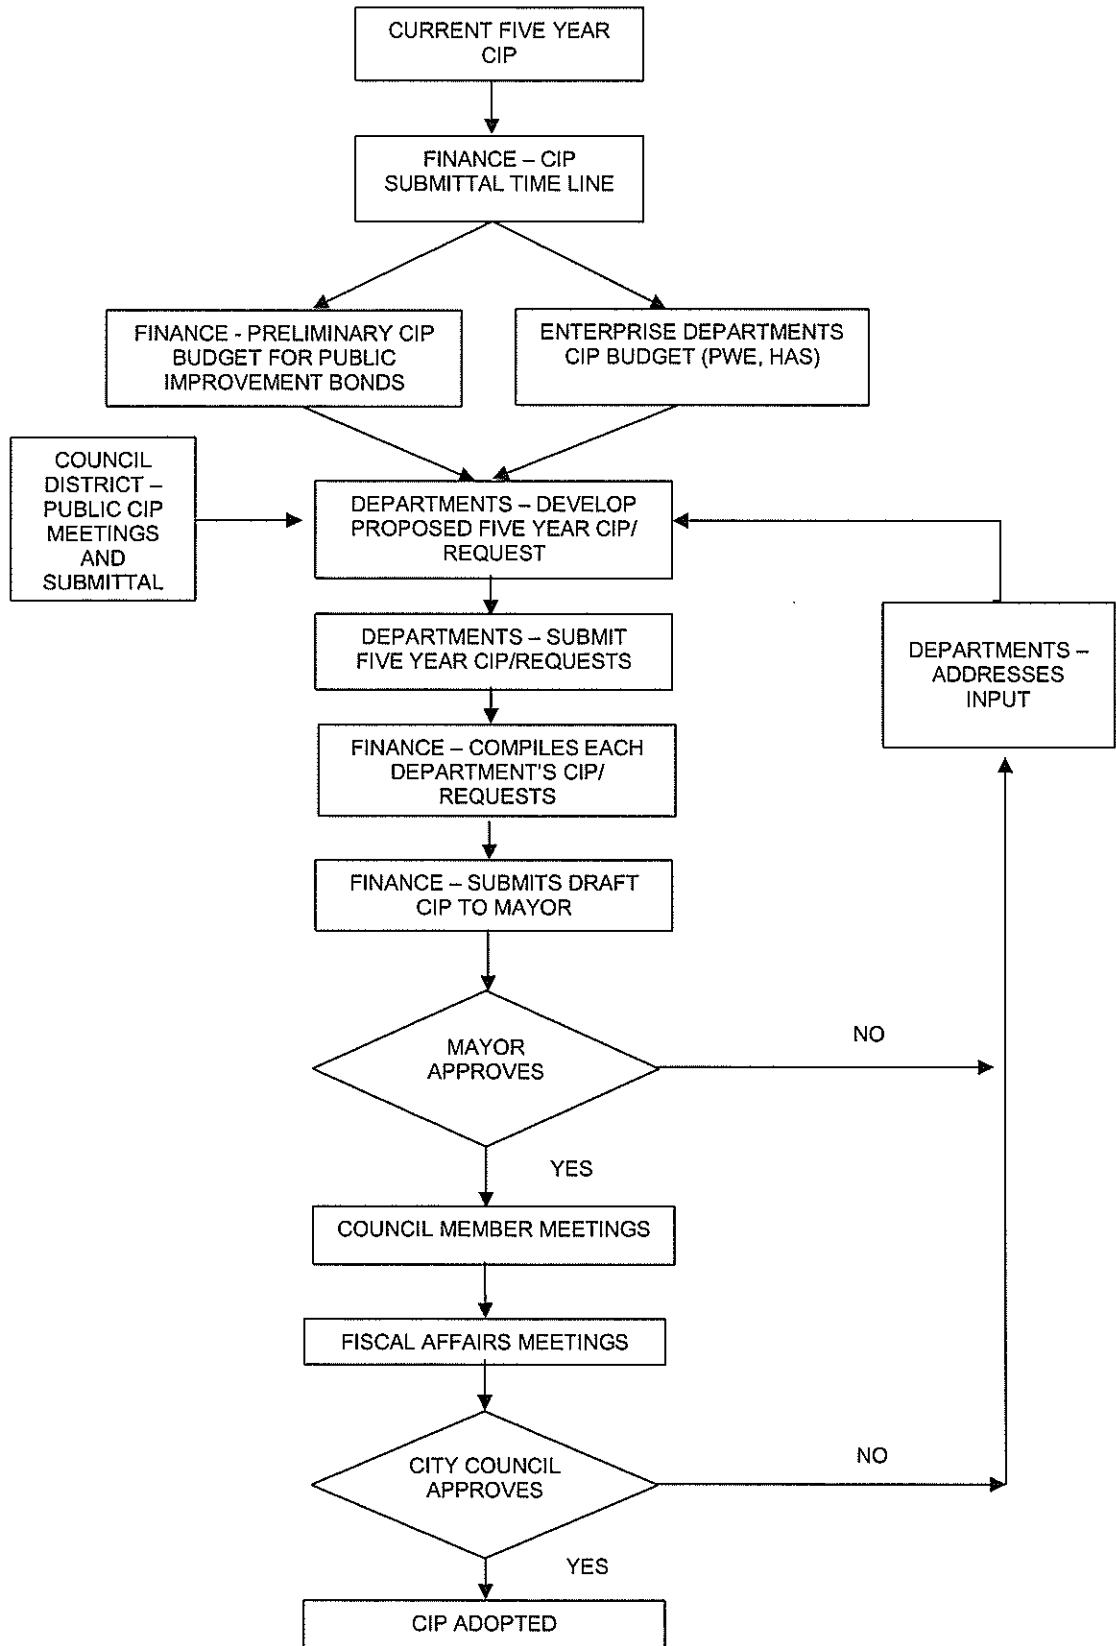 CURRENT FIVE YEAR
CIP
FINANCE – CIP
SUBMITTAL TIME LINE
FINANCE - PRELIMINARY CIP
BUDGET FOR PUBLIC
IMPROVEMENT BONDS
ENTERPRISE DEPARTMENTS
CIP BUDGET (PWE, HAS)
COUNCIL
DISTRICT –
PUBLIC CIP
MEETINGS
AND
SUBMITTAL
DEPARTMENTS – DEVELOP
PROPOSED FIVE YEAR CIP/
REQUEST
DEPARTMENTS – SUBMIT
FIVE YEAR CIP/REQUESTS
DEPARTMENTS –
ADDRESSES
INPUT
FINANCE – COMPILES EACH
DEPARTMENT'S CIP/
REQUESTS
FINANCE – SUBMITS DRAFT
CIP TO MAYOR
MAYOR
APPROVES
NO
YES
COUNCIL MEMBER MEETINGS
FISCAL AFFAIRS MEETINGS
CITY COUNCIL
APPROVES
NO
YES
CIP ADOPTED